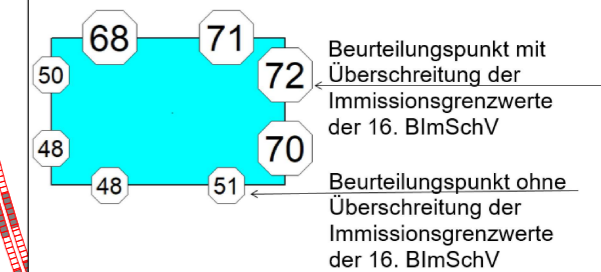 68
71
50
72
48
70
48
51
Beurteilungspunkt mit
Überschreitung der
Immissionsgrenzwerte
der 16. BImSchV
Beurteilungspunkt ohne
Überschreitung der
Immissionsgrenzwerte
der 16. BImSchV